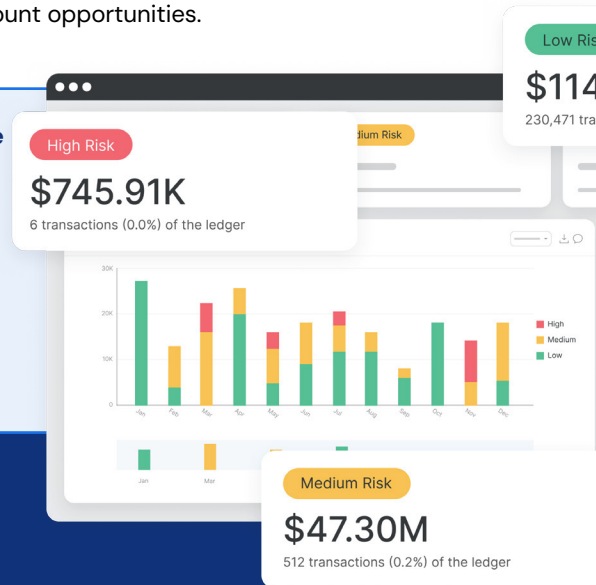 ount opportunities.
Low Ris
$114
230,471 tra
e
High Risk
$745.91K
6 transactions (0.0%) of the ledger
dium Risk
30K
20K
10K
0
Jan
Feb
Mar
Apr
May
Jun
Jul
Aug
Sep
Oct
Nov
Dec
High
Medium
Low
Jan
Mar
Medium Risk
$47.30M
512 transactions (0.2%) of the ledger